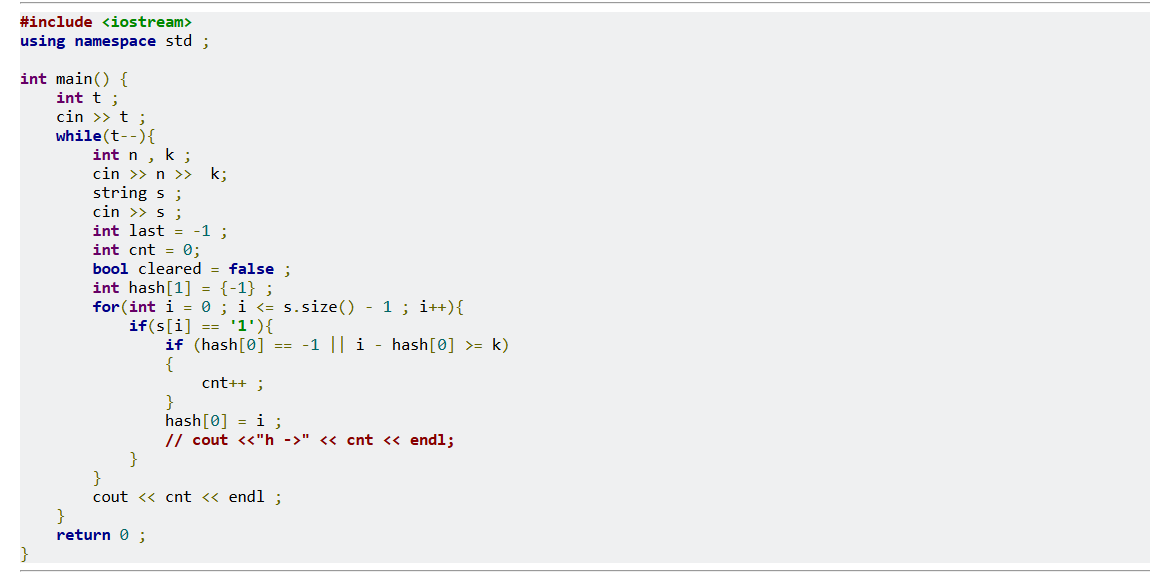 #include <iostream>
using namespace std ;

int main() {
    int t ;
    cin >> t ;
    while(t--){
        int n , k ;
        cin >> n >>  k;
        string s ;
        cin >> s ;
        int last = -1 ;
        int cnt = 0;
        bool cleared = false ;
        int hash[1] = {-1} ;
        for(int i = 0 ; i <= s.size() - 1 ; i++){
            if(s[i] == '1'){
                if (hash[0] == -1 || i - hash[0] >= k)
                {
                    cnt++ ;
                }
                hash[0] = i ;
                // cout <<"h ->" << cnt << endl;
            }
        }
        cout << cnt << endl ;
    }
    return 0 ;
}